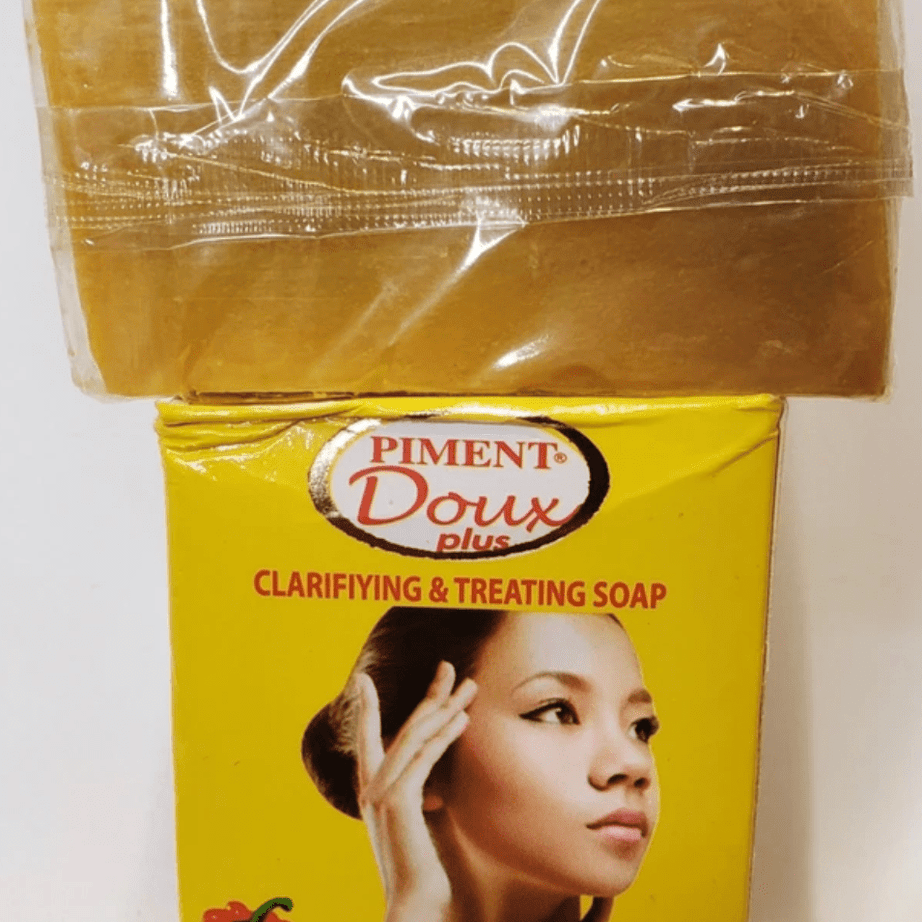 PIMENT®
Doux
plus
CLARIFIYING & TREATING SOAP